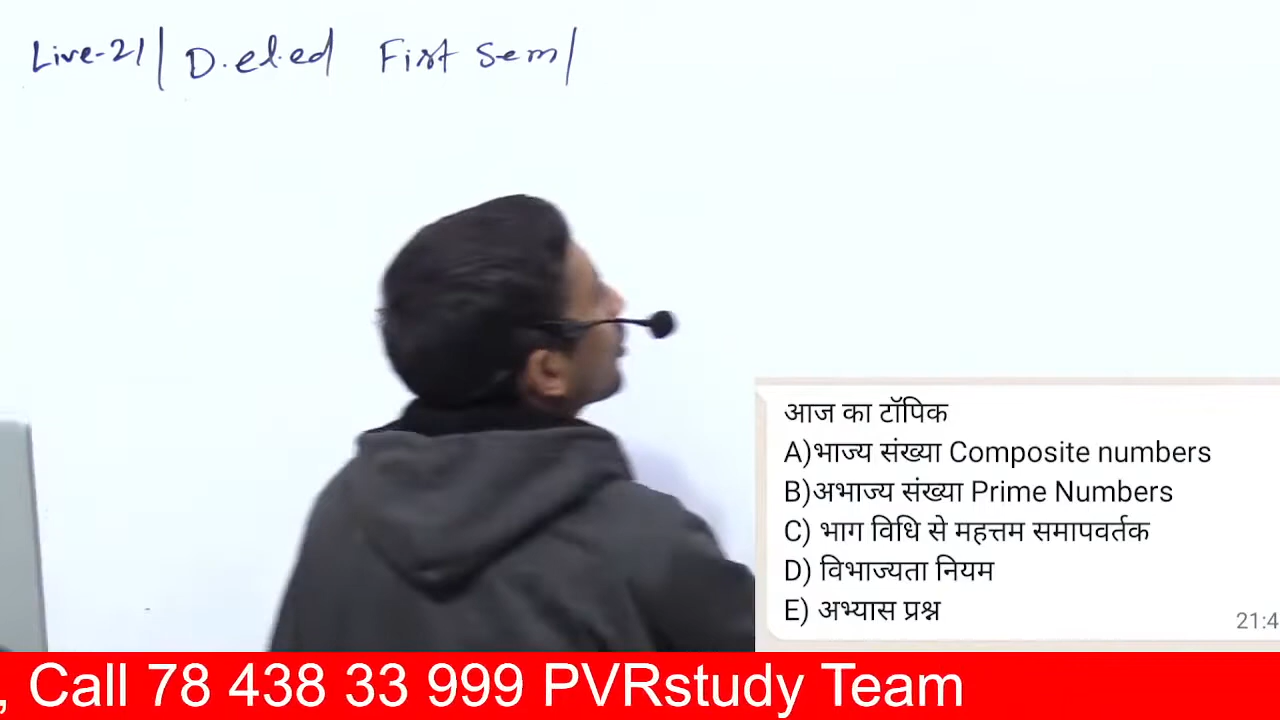 Live-21 | D.el.ed First Sem /
आज का टॉपिक
A)भाज्य संख्या Composite numbers
B)अभाज्य संख्या Prime Numbers
C) भाग विधि से महत्तम समापवर्तक
D) विभाज्यता नियम
E) अभ्यास प्रश्न
21:4
, Call 78 438 33 999 PVRstudy Team